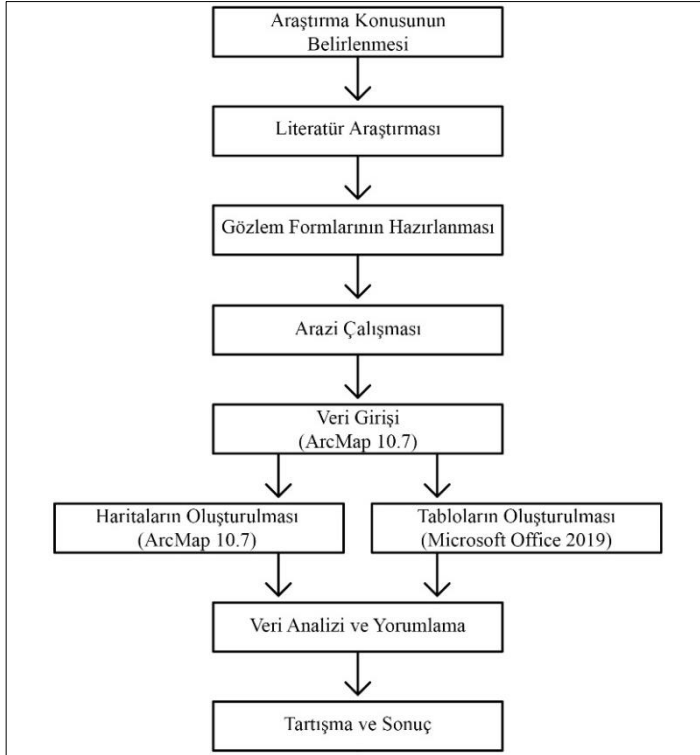 Araştırma Konusunun
Belirlenmesi
Literatür Araştırması
Gözlem Formlarının Hazırlanması
Arazi Çalışması
Veri Girişi
(ArcMap 10.7)
Haritaların Oluşturulması
(ArcMap 10.7)
Tabloların Oluşturulması
(Microsoft Office 2019)
Veri Analizi ve Yorumlama
Tartışma ve Sonuç